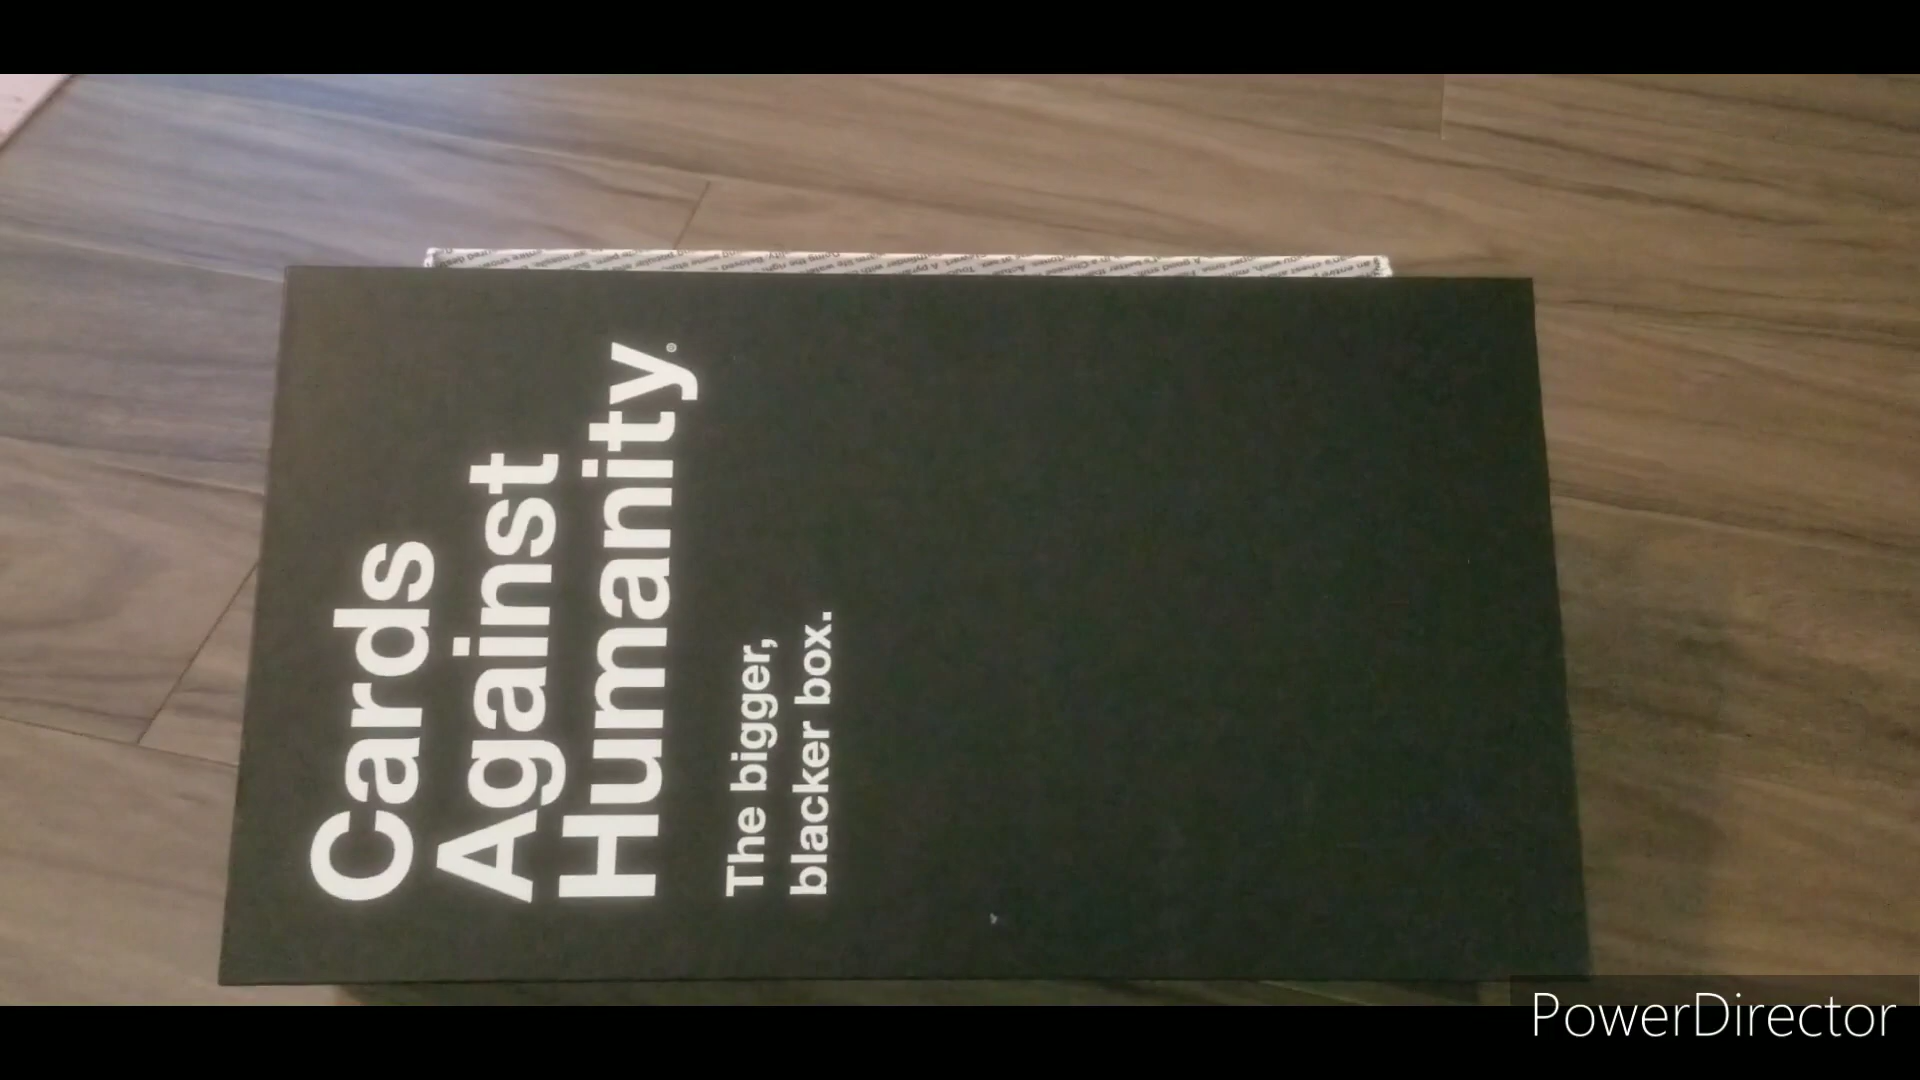 Cards
Against
Humanity®
The bigger,
blacker box.
PowerDirector